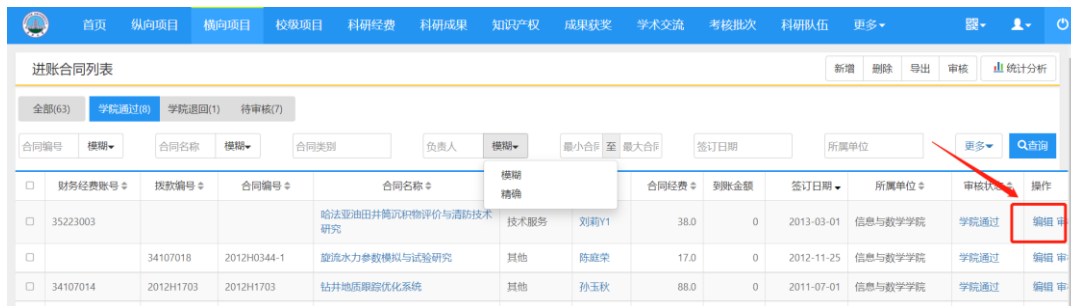 首页 纵向项目 横向项目 校级项目 科研经费 科研成果 知识产权 成果获奖 学术交流 考核批次 科研队伍 更多
进账合同列表 新增 删除 导出 审核 统计分析
全部(63) 学院通过(8) 学院退回(1) 待审核(7)
合同编号 模糊 合同名称 模糊 合同类别 负责人 模糊 最小合同 至 最大合同 签订日期 所属单位 更多 查询
模糊
精确
财务经费账号 拨款编号 合同编号 合同名称 合同经费 到账金额 签订日期 所属单位 审核状态 操作
35223003 哈法亚油田井筒沉积物评价与清防技术 技术服务 刘莉Y1 38.0 0 2013-03-01 信息与数学学院 学院通过 编辑 审
研究
34107018 2012H0344-1 旋流水力参数模拟与试验研究 其他 陈庭荣 17.0 0 2012-11-25 信息与数学学院 学院通过 编辑 审
34107014 2012H1703 2012H1703 钻井地质跟踪优化系统 其他 孙玉秋 88.0 0 2011-07-01 信息与数学学院 学院通过 编辑 审